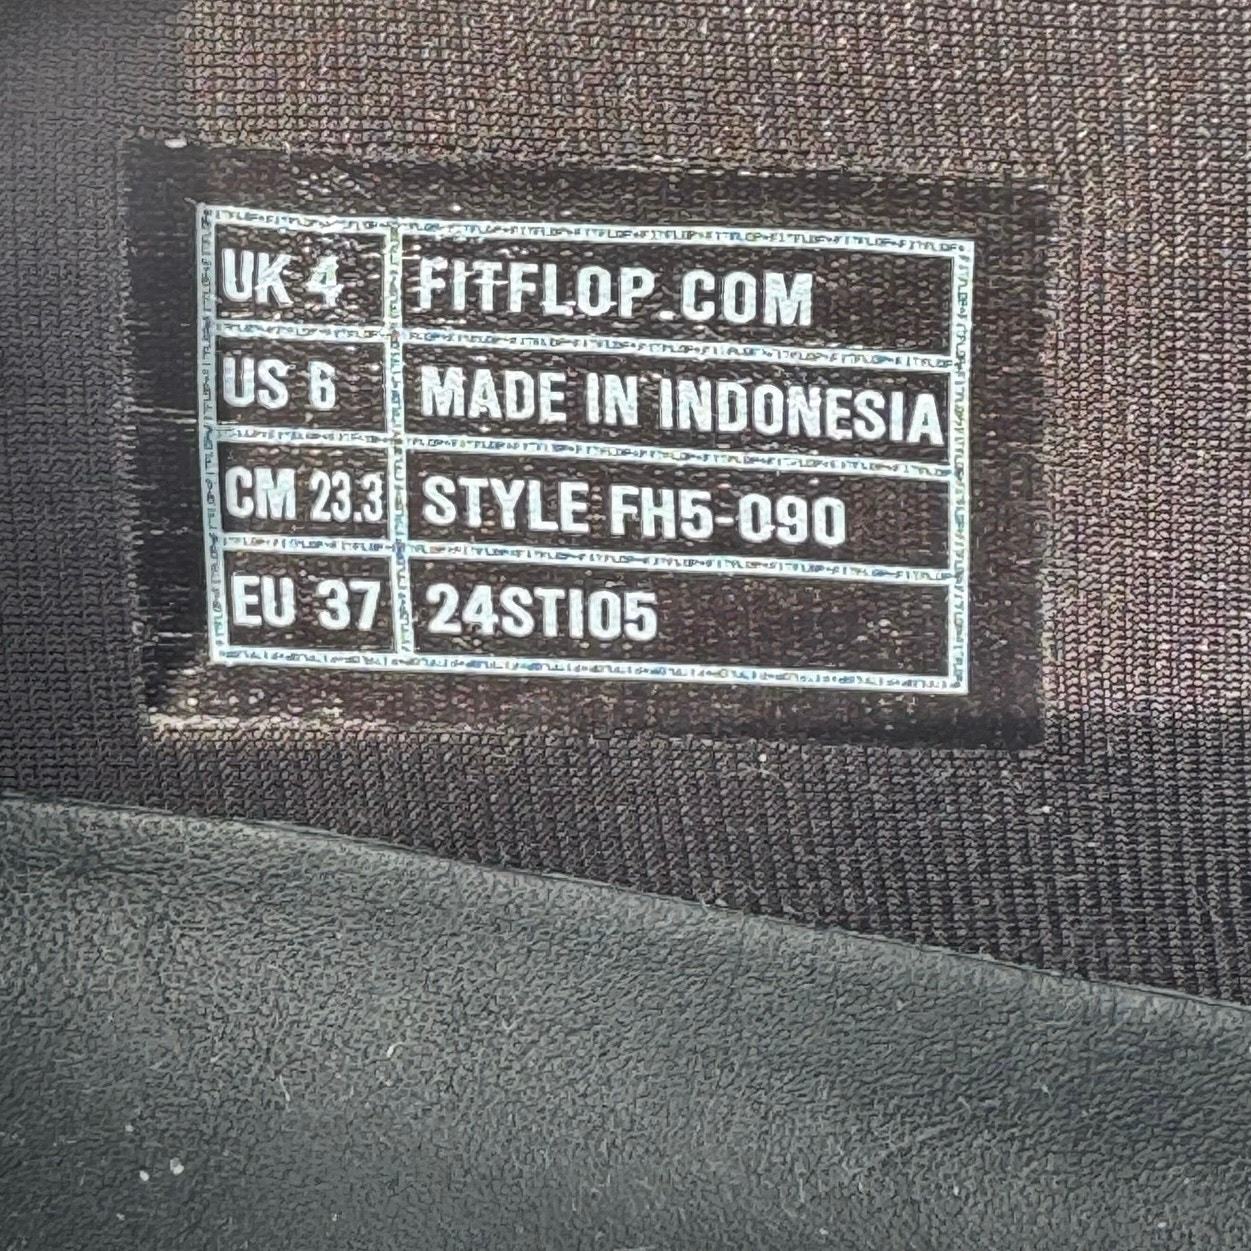 UK 4 FITFLOP.COM
US 6 MADE IN INDONESIA
CM 23.3 STYLE FH5-090
EU 37 24STI05